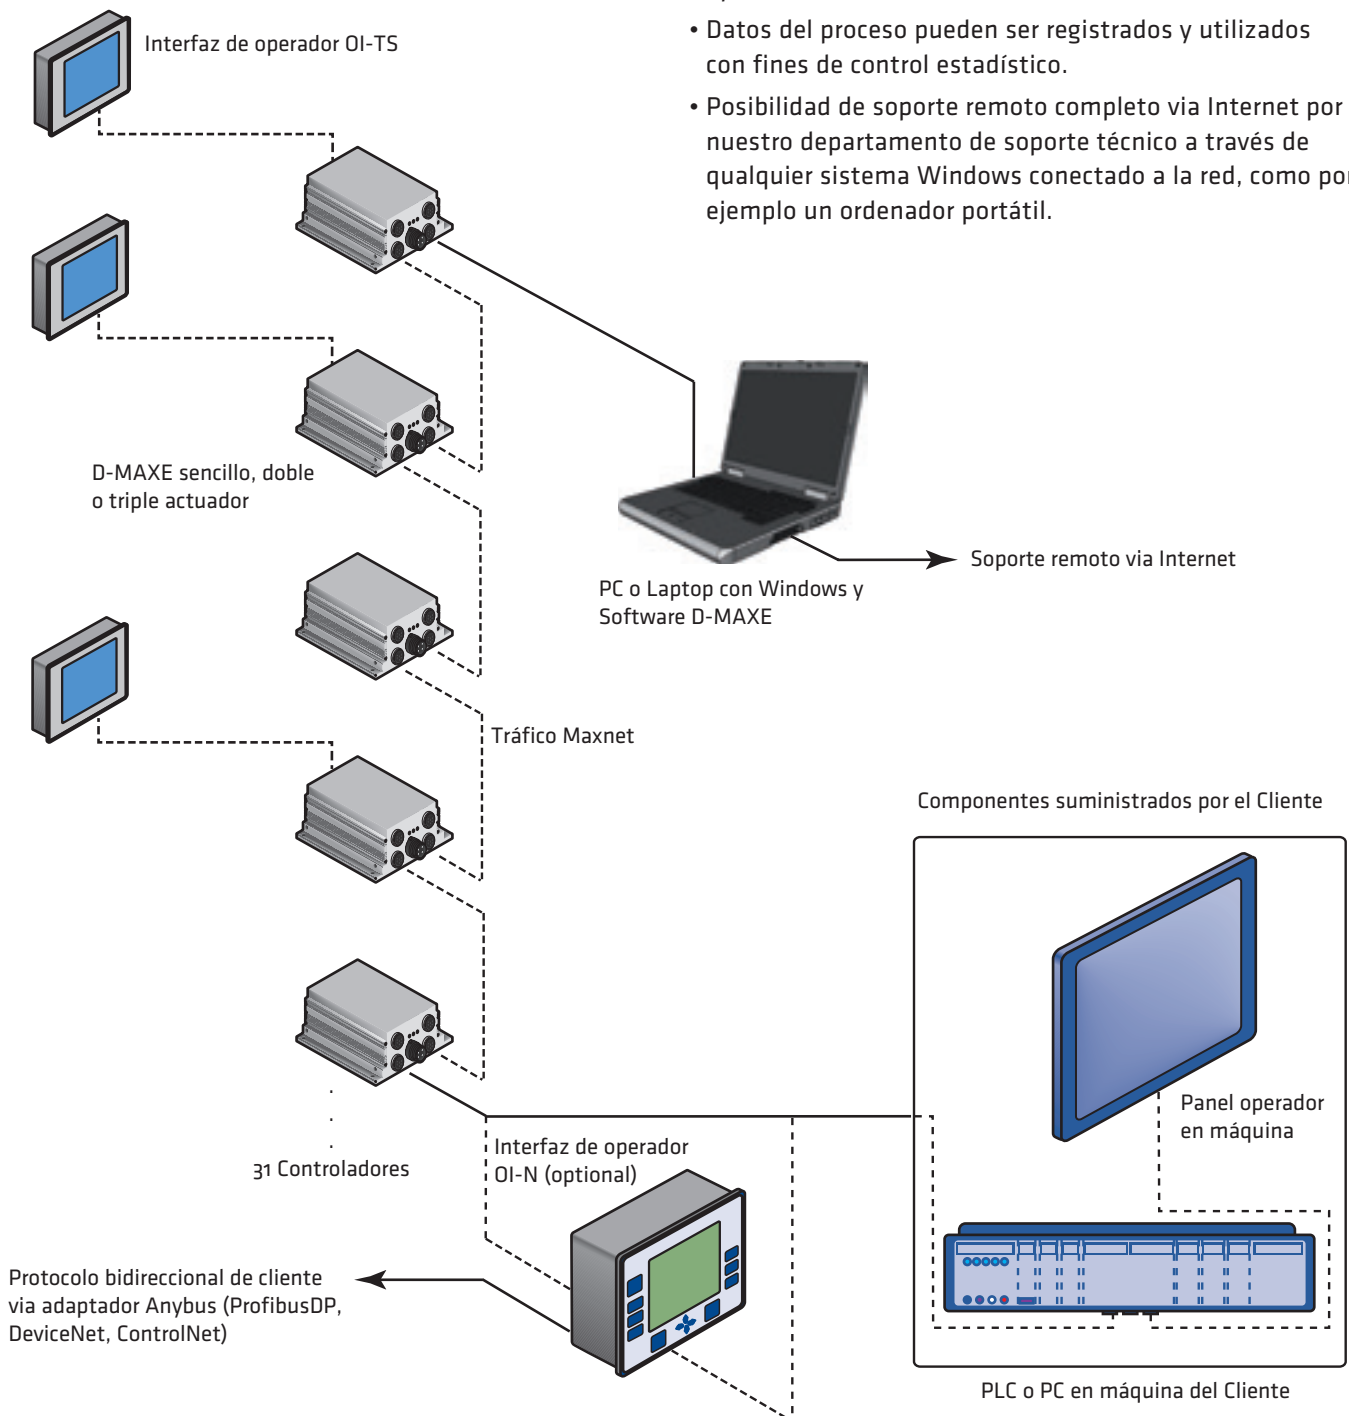 • Datos del proceso pueden ser registrados y utilizados
con fines de control estadístico.
• Posibilidad de soporte remoto completo via Internet por
nuestro departamento de soporte técnico a través de
qualquier sistema Windows conectado a la red, como por
ejemplo un ordenador portátil.
Interfaz de operador OI-TS
D-MAXE sencillo, doble
o triple actuador
Soporte remoto via Internet
PC o Laptop con Windows y
Software D-MAXE
Tráfico Maxnet
Componentes suministrados por el Cliente
Panel operador
en máquina
31 Controladores
Interfaz de operador
OI-N (optional)
Protocolo bidireccional de cliente
via adaptador Anybus (ProfibusDP,
DeviceNet, ControlNet)
PLC o PC en máquina del Cliente